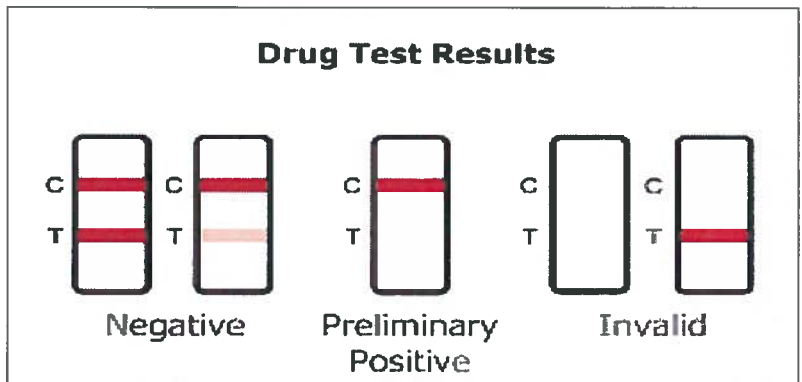 Drug Test Results
C C C C C
T T T T T
Negative Preliminary Positive Invalid